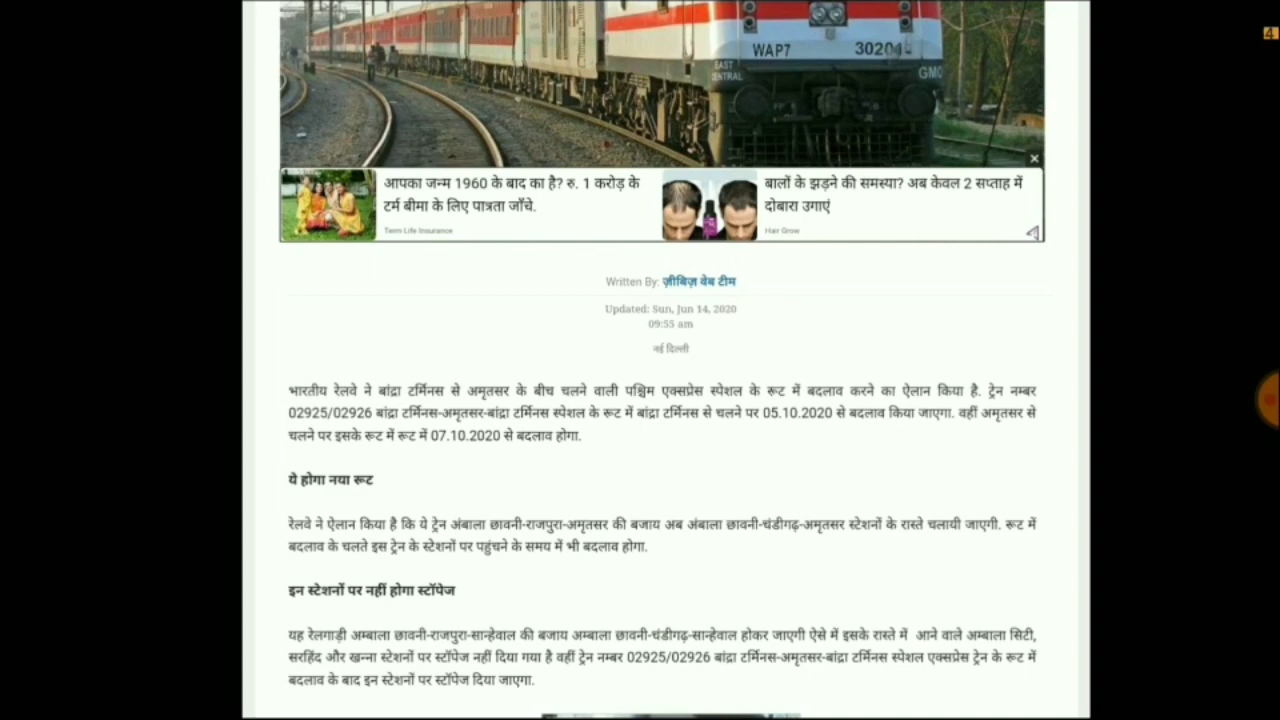 4
WAP7
EAST
CENTRAL
आपका जन्म 1960 के बाद का है? रु. 1 करोड़ के
टर्म बीमा के लिए पात्रता जाँचे.
Term Life Insurance
बालों के झड़ने की समस्या? अब केवल 2 सप्ताह में
दोबारा उगाएं
Hair Grow
Written By: ज़ीबिज़ वेब टीम
Updated: Sun, Jun 14, 2020
09:55 am
नई दिल्ली
भारतीय रेलवे ने बांद्रा टर्मिनस से अमृतसर के बीच चलने वाली पश्चिम एक्सप्रेस स्पेशल के रूट में बदलाव करने का ऐलान किया है. ट्रेन नम्बर
02925/02926 बांद्रा टर्मिनस-अमृतसर-बांद्रा टर्मिनस स्पेशल के रूट में बांद्रा टर्मिनस से चलने पर 05.10.2020 से बदलाव किया जाएगा. वहीं अमृतसर से
चलने पर इसके रूट में रूट में 07.10.2020 से बदलाव होगा.
ये होगा नया रूट
रेलवे ने ऐलान किया है कि ये ट्रेन अंबाला छावनी-राजपुरा-अमृतसर की बजाय अब अंबाला छावनी-चंडीगढ़-अमृतसर स्टेशनों के रास्ते चलायी जाएगी. रूट में
बदलाव के चलते इस ट्रेन के स्टेशनों पर पहुंचने के समय में भी बदलाव होगा.
इन स्टेशनों पर नहीं होगा स्टॉपेज
यह रेलगाड़ी अम्बाला छावनी-राजपुरा-सान्हेवाल की बजाय अम्बाला छावनी-चंडीगढ़-सान्हेवाल होकर जाएगी ऐसे में इसके रास्ते में आने वाले अम्बाला सिटी,
सरहिंद और खन्ना स्टेशनों पर स्टॉपेज नहीं दिया गया है वहीं ट्रेन नम्बर 02925/02926 बांद्रा टर्मिनस-अमृतसर-बांद्रा टर्मिनस स्पेशल एक्सप्रेस ट्रेन के रूट में
बदलाव के बाद इन स्टेशनों पर स्टॉपेज दिया जाएगा.